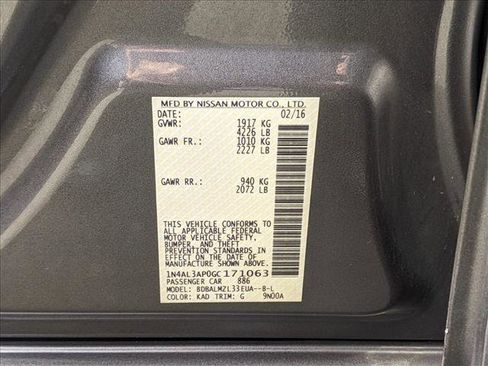 MFD BY NISSAN MOTOR CO., LTD.
DATE: 02/16
GVWR: 1917 KG
4226 LB
GAWR FR.: 1010 KG
2227 LB
GAWR RR.: 940 KG
2072 LB
THIS VEHICLE CONFORMS TO
ALL APPLICABLE FEDERAL
MOTOR VEHICLE SAFETY,
BUMPER, AND THEFT
PREVENTION STANDARDS IN
EFFECT ON THE DATE OF
MANUFACTURE SHOWN ABOVE.
1N4AL3AP0GC171063
PASSENGER CAR 886
MODEL: BDBALMZL33EUA--B-L
COLOR: KAD TRIM: G 9N00A